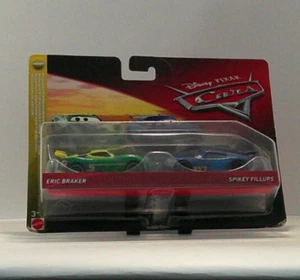 Disney · PIXAR
Cars
ERIC BRAKER
SPIKEY FILLUPS
3+